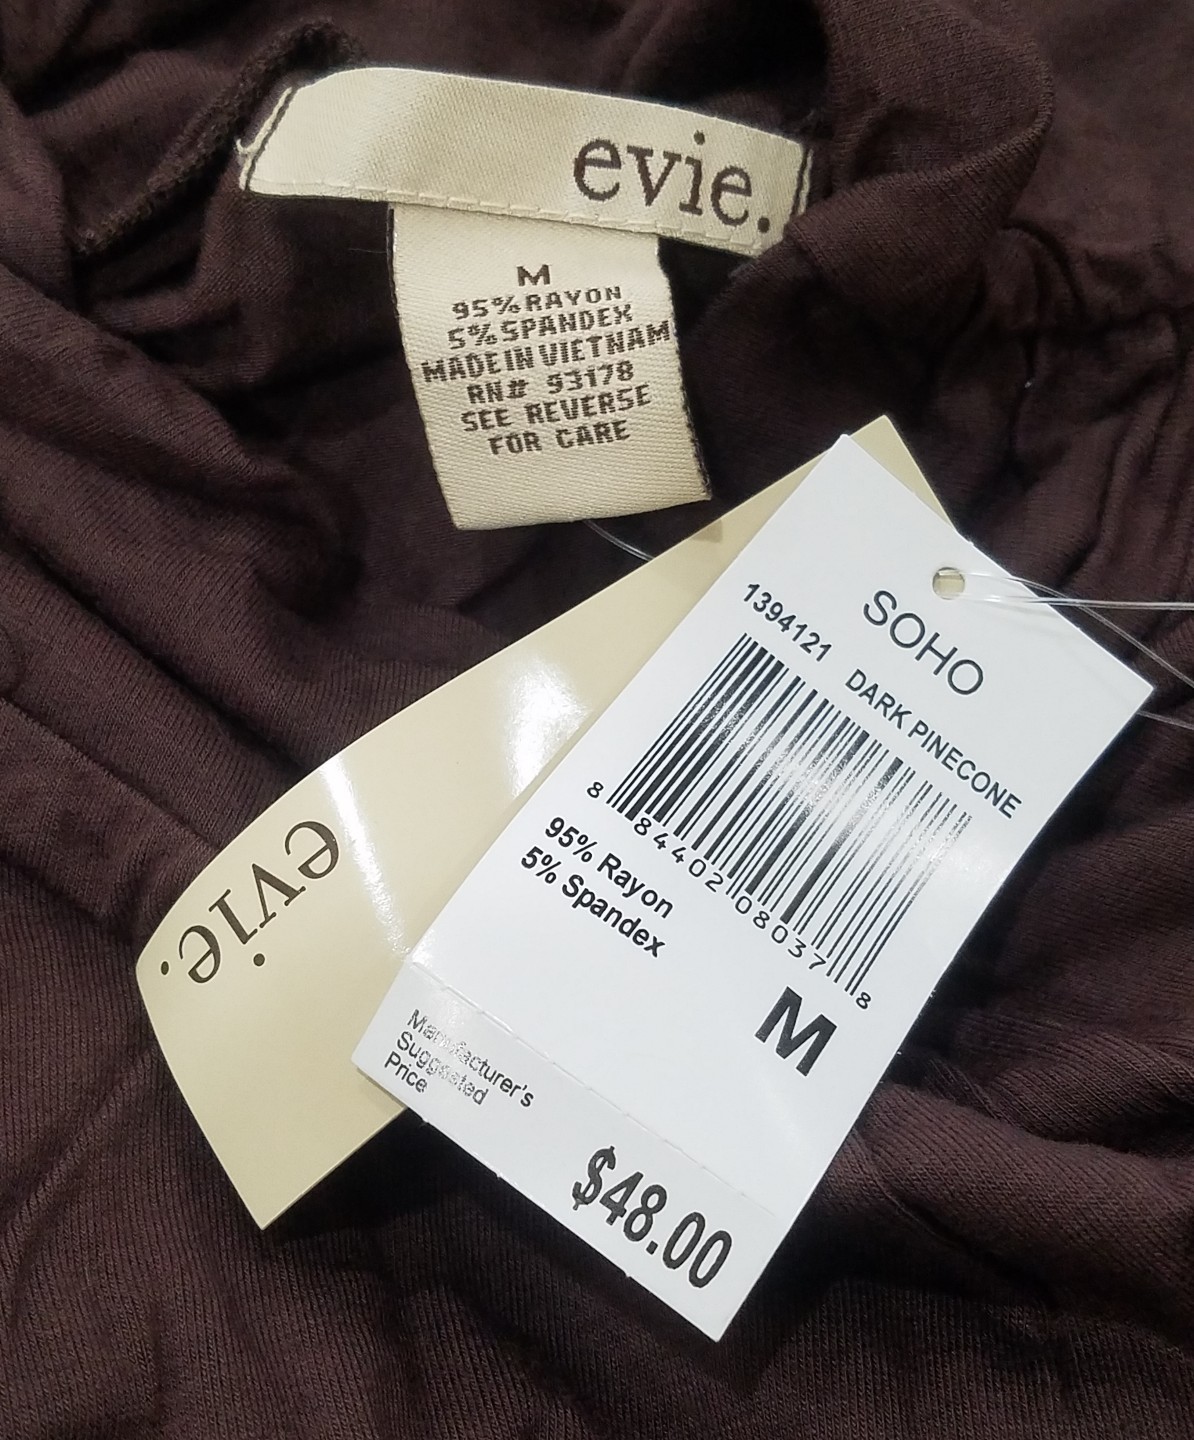 evie.
M
95% RAYON
5% SPANDEX
MADE IN VIETNAM
RN# 93178
SEE REVERSE
FOR CARE
SOHO
1394121 DARK PINECONE
8 84402 08037 8
95% Rayon
5% Spandex
M
Manufacturer's
Suggested
Price
$48.00
evie.